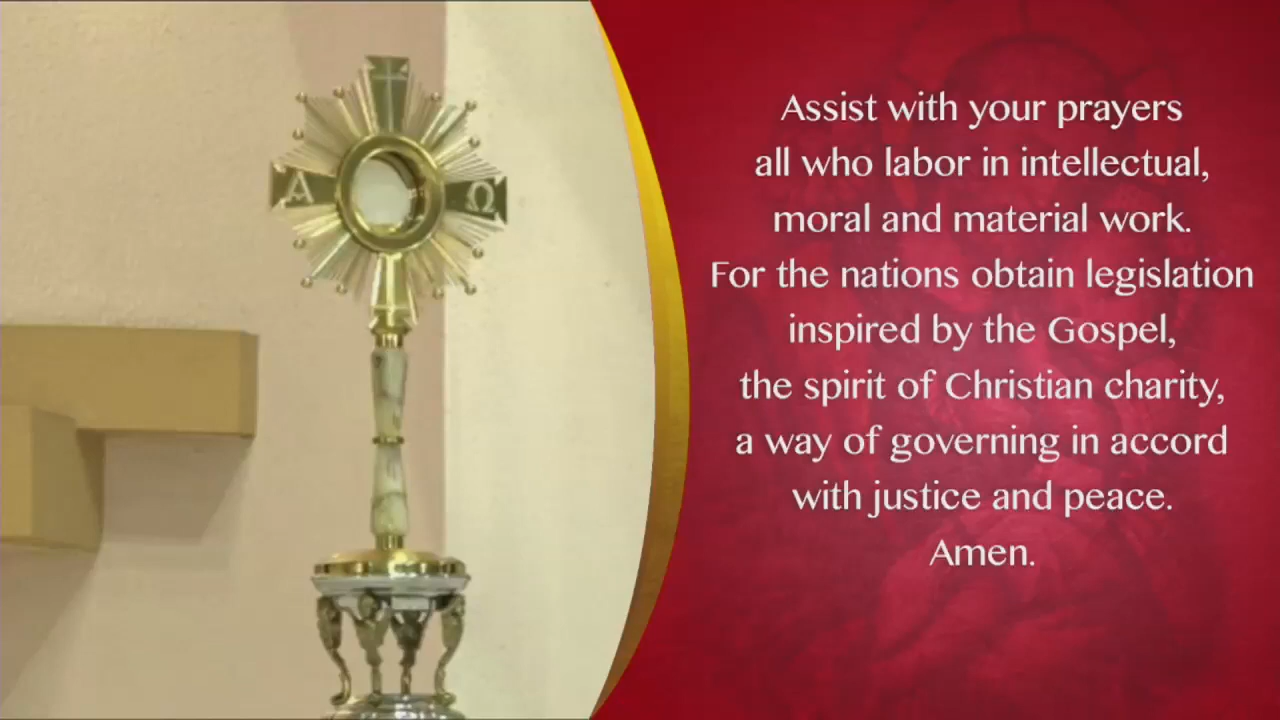 Α Ω
Assist with your prayers
all who labor in intellectual,
moral and material work.
For the nations obtain legislation
inspired by the Gospel,
the spirit of Christian charity,
a way of governing in accord
with justice and peace.
Amen.